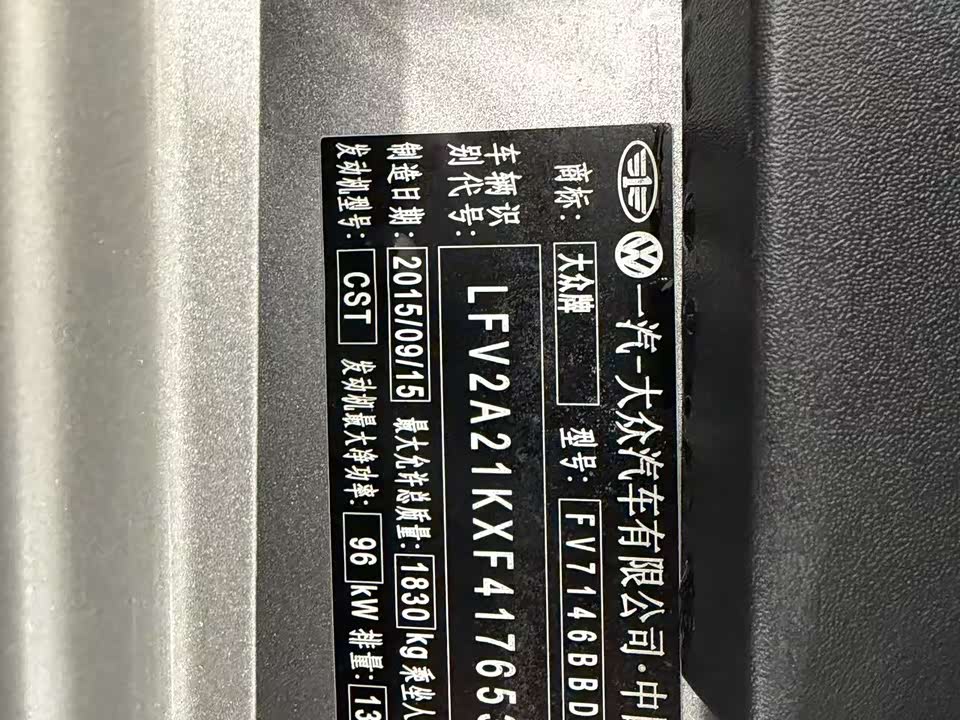 一汽-大众汽车有限公司·中
商标: 大众牌 型号: FV7146BBD
车辆识别代号: LFV2A21KXF41765
制造日期: 2015/09/15 最大允许总质量: 1830 kg 乘坐人
发动机型号: CST 发动机最大净功率: 96 kW 排量: 13